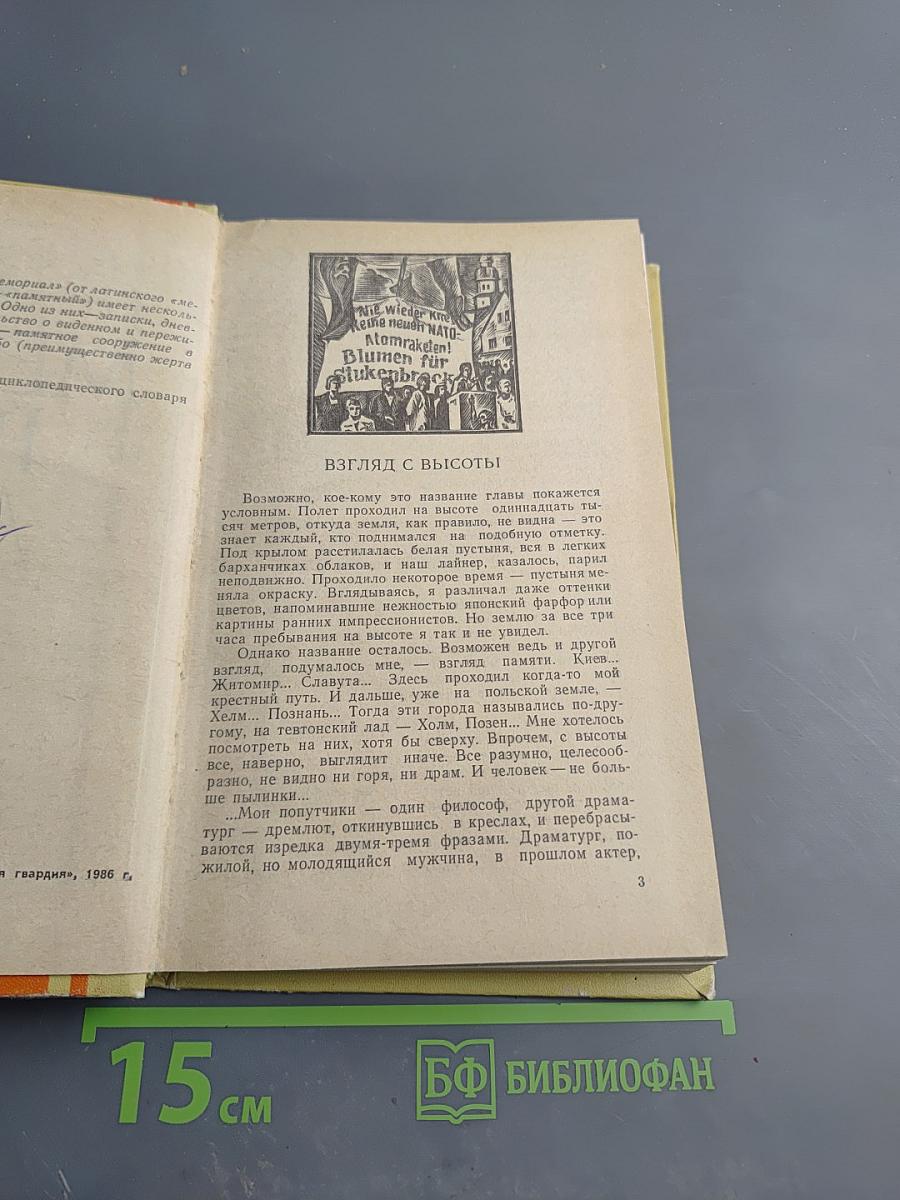 емориал» (от латинского «ме-
«памятный») имеет несколь-
Одно из них—записки, днев-
ьство о виденном и пережи-
— памятное сооружение в
бо (преимущественно жерте
циклопедического словаря
я гвардия», 1986 г.
Nie wieder Krie
Keine neuen NATO-
Atomraketen!
Blumen für
Stukenbrock
ВЗГЛЯД С ВЫСОТЫ
Возможно, кое-кому это название главы покажется
условным. Полет проходил на высоте одиннадцать ты-
сяч метров, откуда земля, как правило, не видна — это
знает каждый, кто поднимался на подобную отметку.
Под крылом расстилалась белая пустыня, вся в легких
барханчиках облаков, и наш лайнер, казалось, парил
неподвижно. Проходило некоторое время — пустыня ме-
няла окраску. Вглядываясь, я различал даже оттенки
цветов, напоминавшие нежностью японский фарфор или
картины ранних импрессионистов. Но землю за все три
часа пребывания на высоте я так и не увидел.
Однако название осталось. Возможен ведь и другой
взгляд, подумалось мне, — взгляд памяти. Киев...
Житомир... Славута... Здесь проходил когда-то мой
крестный путь. И дальше, уже на польской земле, —
Хелм... Познань... Тогда эти города назывались по-дру-
гому, на тевтонский лад — Холм, Позен... Мне хотелось
посмотреть на них, хотя бы сверху. Впрочем, с высоты
все, наверно, выглядит иначе. Все разумно, целесооб-
разно, не видно ни горя, ни драм. И человек — не боль-
ше пылинки...
...Мои попутчики — один философ, другой драма-
тург — дремлют, откинувшись в креслах, и перебрасы-
ваются изредка двумя-тремя фразами. Драматург, по-
жилой, но молодящийся мужчина, в прошлом актер,
3
15 см
БФ БИБЛИОФАН